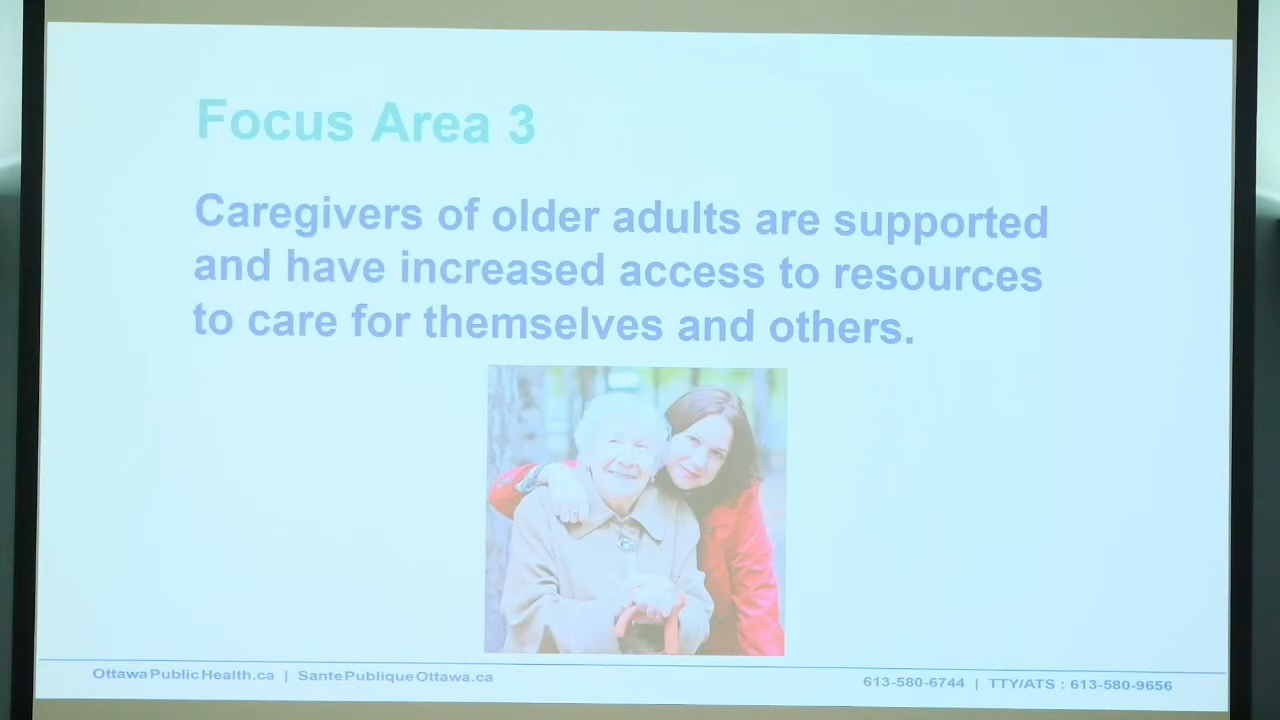 Focus Area 3
Caregivers of older adults are supported
and have increased access to resources
to care for themselves and others.
OttawaPublicHealth.ca | SantePubliqueOttawa.ca
613-580-6744 | TTY/ATS : 613-580-9656